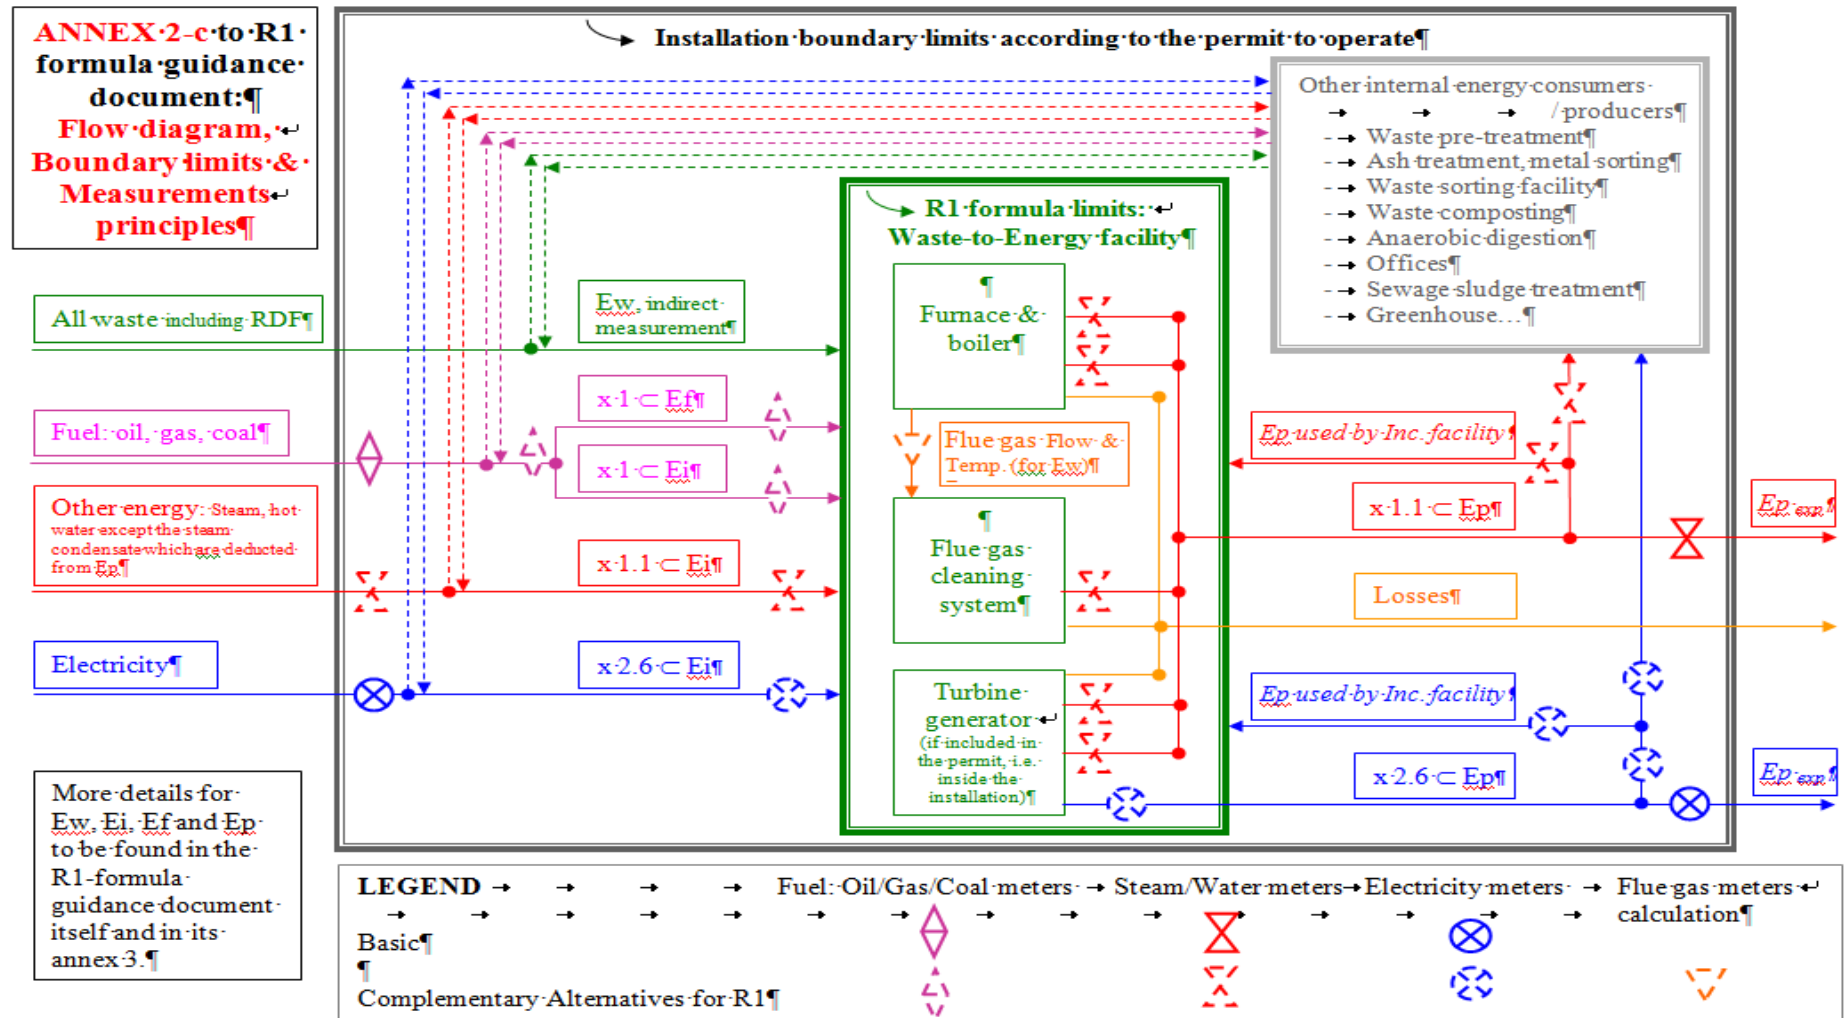 ANNEX 2-c to R1
formula guidance
document:¶
Flow diagram,
Boundary limits &
Measurements
principles¶
Installation boundary limits according to the permit to operate¶
Other internal energy consumers
/ producers¶
- Waste pre-treatment¶
- Ash treatment, metal sorting¶
- Waste sorting facility¶
- Waste composting¶
- Anaerobic digestion¶
- Offices¶
- Sewage sludge treatment¶
- Greenhouse…¶
R1 formula limits:
Waste-to-Energy facility¶
All waste including RDF¶
Ew, indirect
measurement¶
¶
Furnace &
boiler¶
Fuel: oil, gas, coal¶
x 1 ⊂ Ef¶
x 1 ⊂ Ei¶
Flue gas Flow &
Temp. (for Ew)¶
Ep used by Inc. facility¶
Other energy: Steam, hot
water except the steam
condensate which are deducted
from Ep¶
x 1.1 ⊂ Ei¶
¶
Flue gas
cleaning
system¶
x 1.1 ⊂ Ep¶
Ep exp¶
Losses¶
Electricity¶
x 2.6 ⊂ Ei¶
Turbine
generator
(if included in
the permit, i.e.
inside the
installation)¶
Ep used by Inc. facility¶
x 2.6 ⊂ Ep¶
Ep exp¶
More details for
Ew, Ei, Ef and Ep
to be found in the
R1-formula
guidance document
itself and in its
annex 3.¶
LEGEND Fuel: Oil/Gas/Coal meters Steam/Water meters Electricity meters Flue gas meters
calculation¶
Basic¶
¶
Complementary Alternatives for R1¶